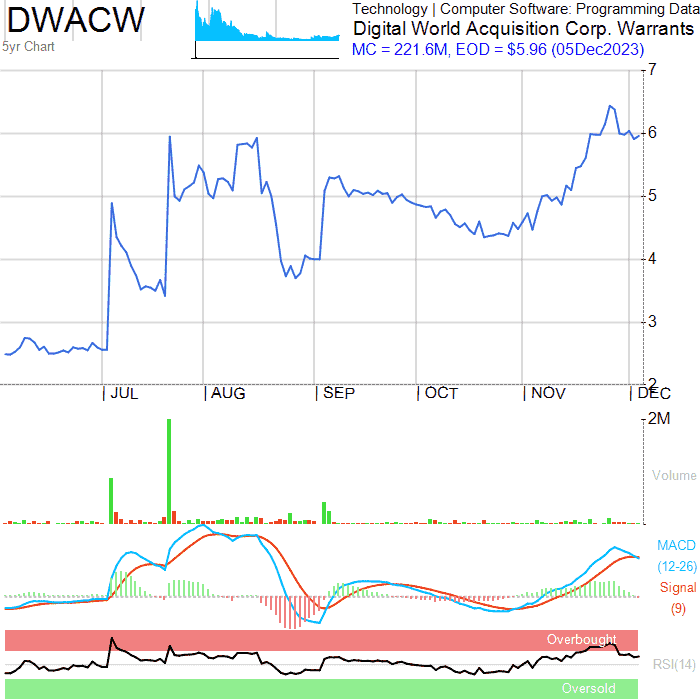 DWACW
5yr Chart
Technology | Computer Software: Programming Data
Digital World Acquisition Corp. Warrants
MC = 221.6M, EOD = $5.96 (05Dec2023)
7
6
5
4
3
2
| JUL | AUG | SEP | OCT | NOV | DEC
2M
Volume
MACD
(12-26)
Signal
(9)
Overbought
RSI(14)
Oversold